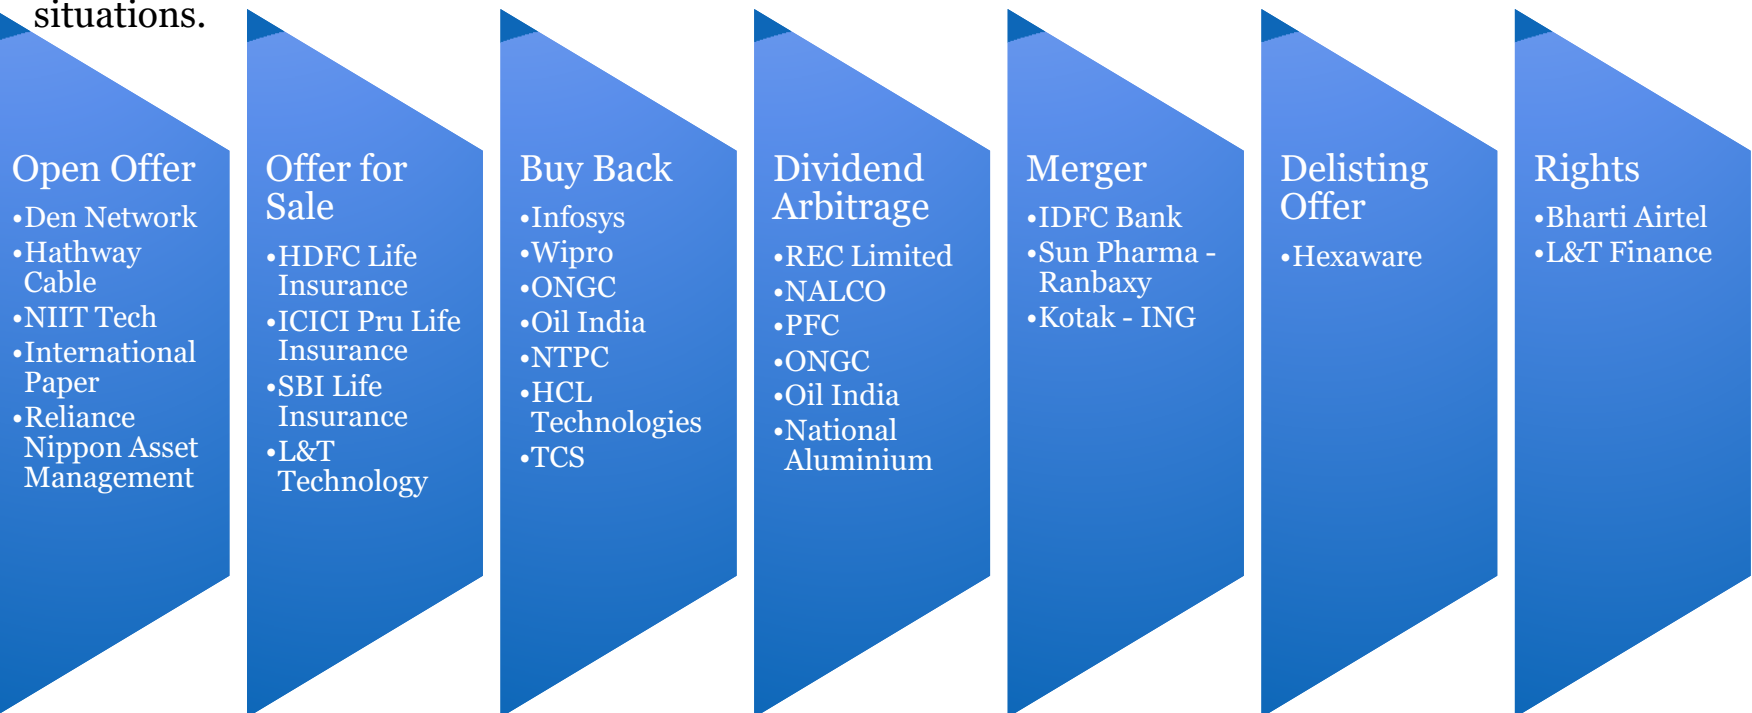 situations.
Open Offer
•Den Network
•Hathway
Cable
•NIIT Tech
•International
Paper
•Reliance
Nippon Asset
Management
Offer for
Sale
•HDFC Life
Insurance
•ICICI Pru Life
Insurance
•SBI Life
Insurance
•L&T
Technology
Buy Back
•Infosys
•Wipro
•ONGC
•Oil India
•NTPC
•HCL
Technologies
•TCS
Dividend
Arbitrage
•REC Limited
•NALCO
•PFC
•ONGC
•Oil India
•National
Aluminium
Merger
•IDFC Bank
•Sun Pharma -
Ranbaxy
•Kotak - ING
Delisting
Offer
•Hexaware
Rights
•Bharti Airtel
•L&T Finance